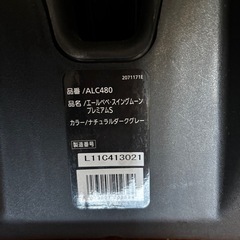 2071171E
品番 /ALC480
品名 /エールベベ・スイングムーン
プレミアムS
カラー/ナチュラルダークグレー
製造番号
L11C413021